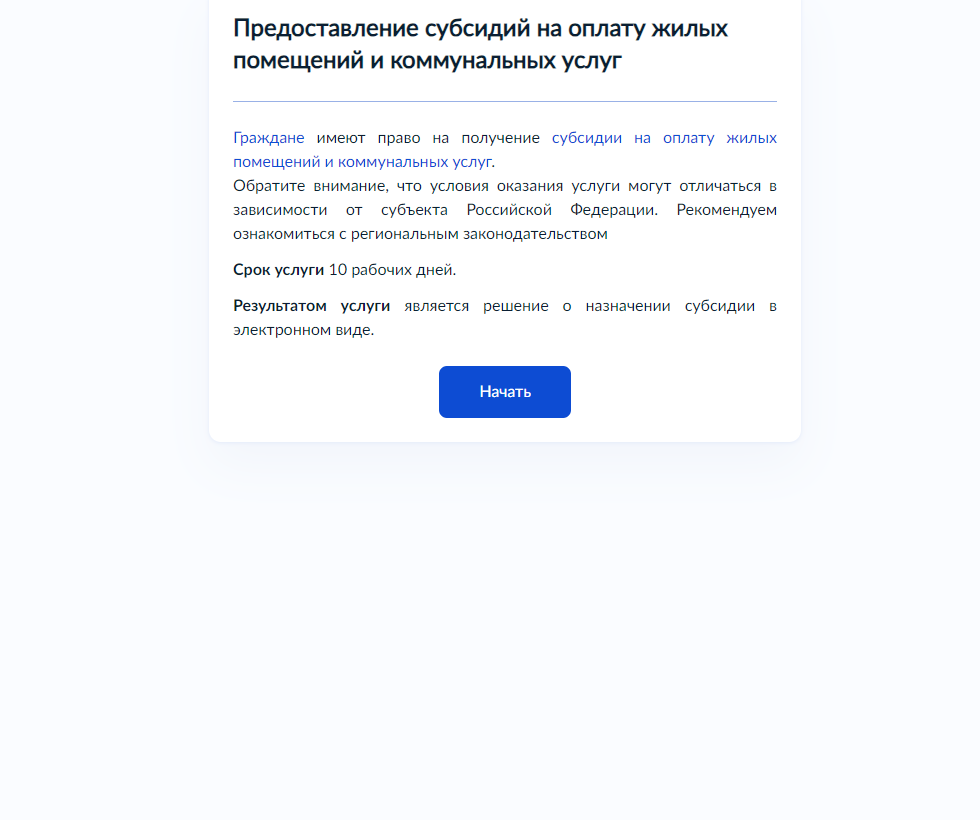 Предоставление субсидий на оплату жилых
помещений и коммунальных услуг
Граждане имеют право на получение субсидии на оплату жилых
помещений и коммунальных услуг.
Обратите внимание, что условия оказания услуги могут отличаться в
зависимости от субъекта Российской Федерации. Рекомендуем
ознакомиться с региональным законодательством
Срок услуги 10 рабочих дней.
Результатом услуги является решение о назначении субсидии в
электронном виде.
Начать